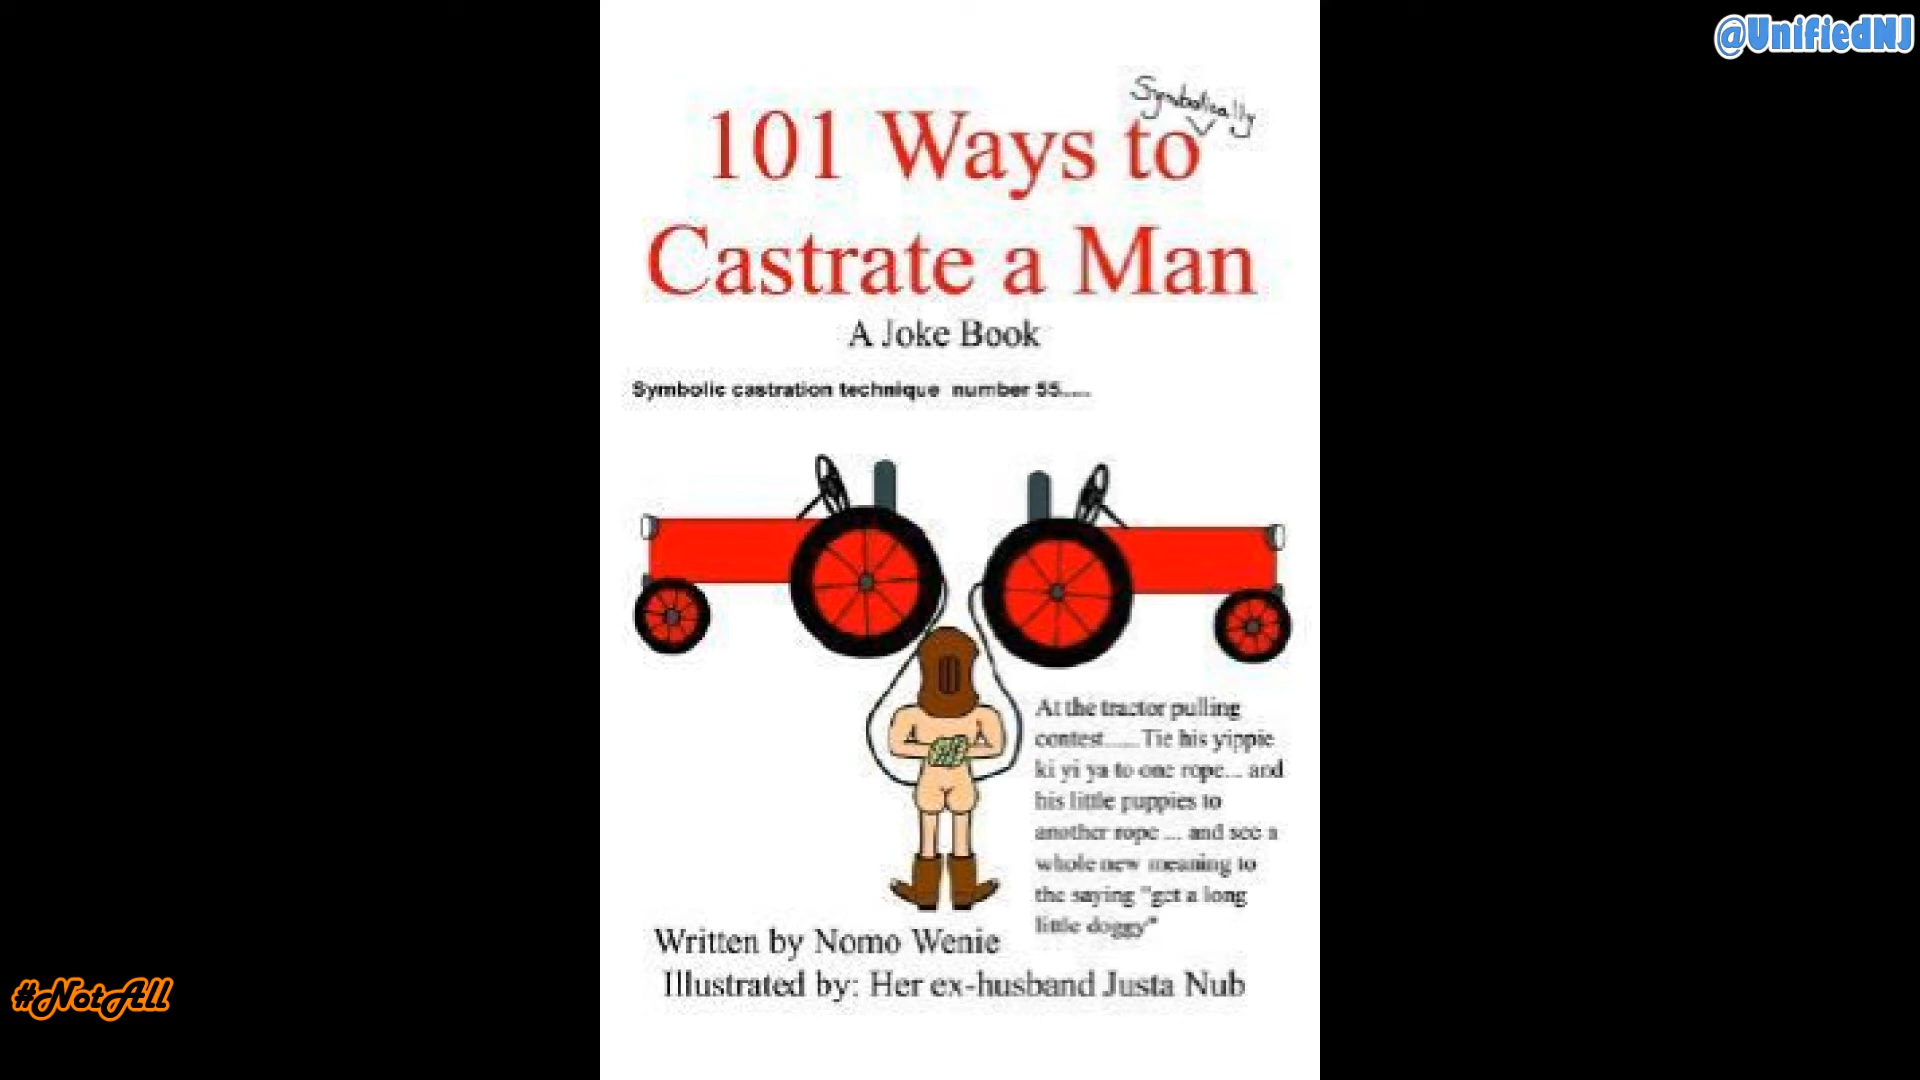 @UnifiedNJ
Symbolically
101 Ways to
Castrate a Man
A Joke Book
Symbolic castration technique number 55.....
At the tractor pulling
contest...... Tie his yippie
ki yi ya to one rope... and
his little puppies to
another rope ... and see a
whole new meaning to
the saying "get a long
little doggy"
Written by Nomo Wenie
Illustrated by: Her ex-husband Justa Nub
#NotAll